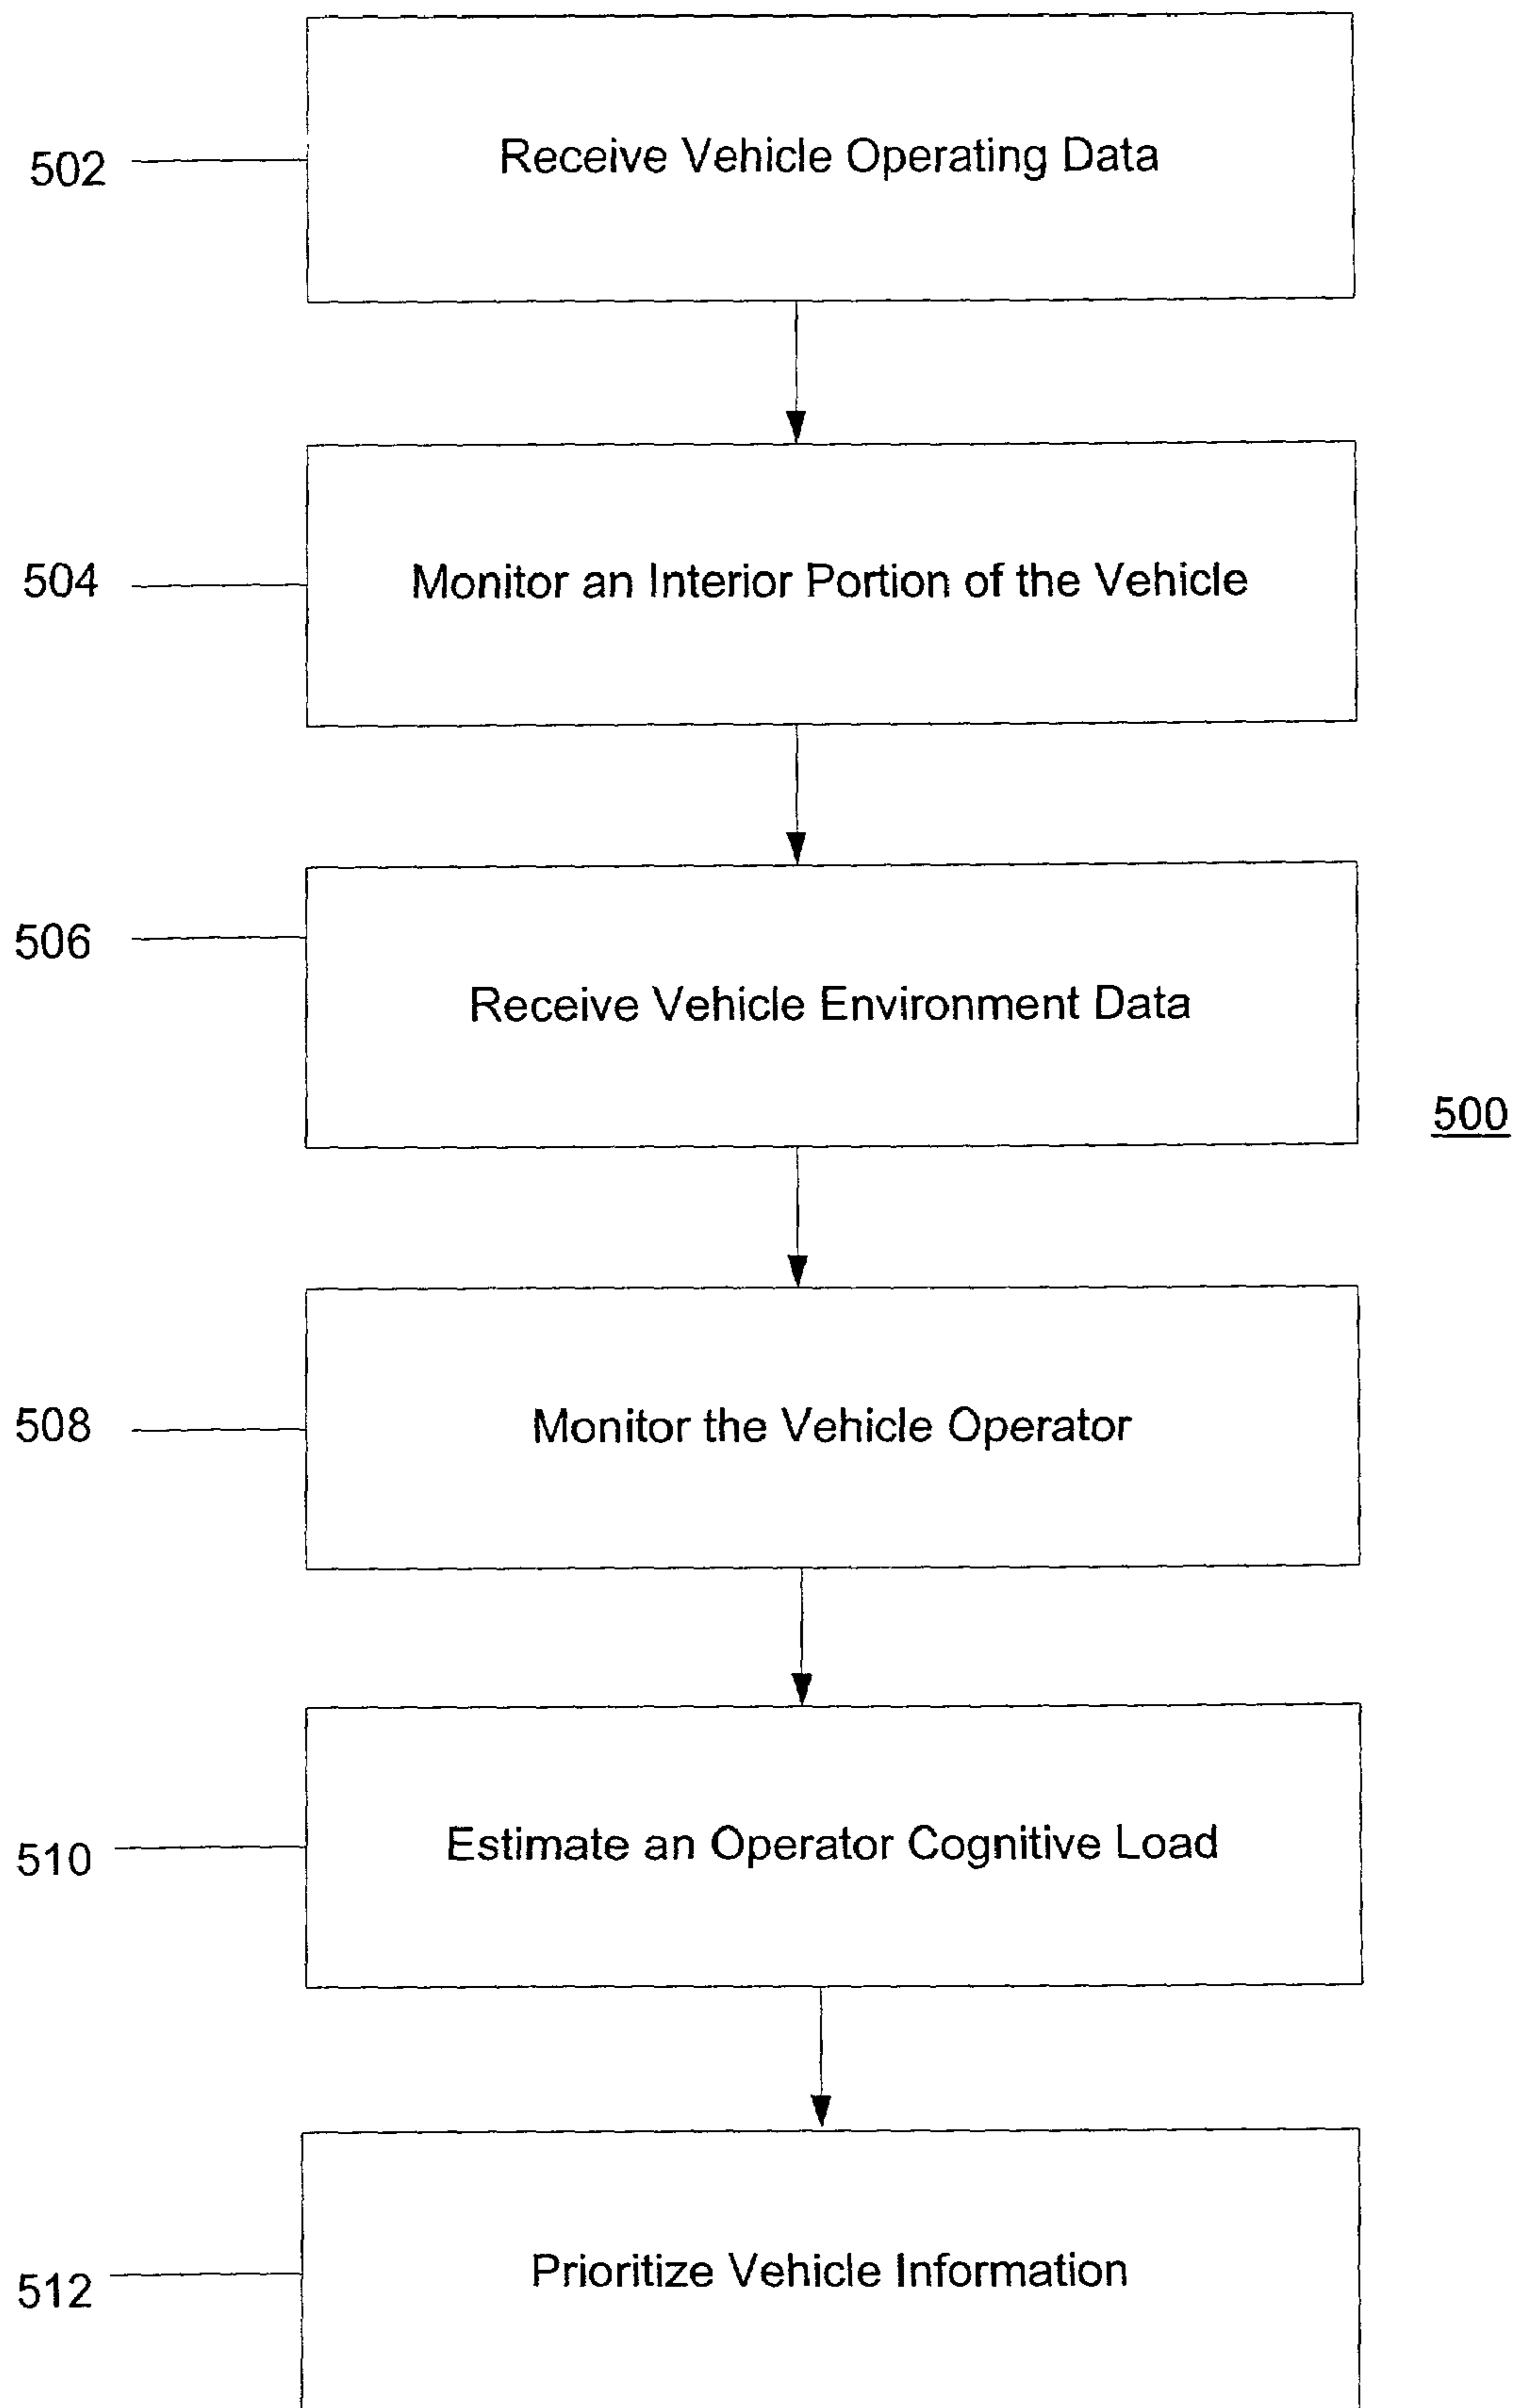 502
Receive Vehicle Operating Data
504
Monitor an Interior Portion of the Vehicle
506
Receive Vehicle Environment Data
500
508
Monitor the Vehicle Operator
510
Estimate an Operator Cognitive Load
512
Prioritize Vehicle Information